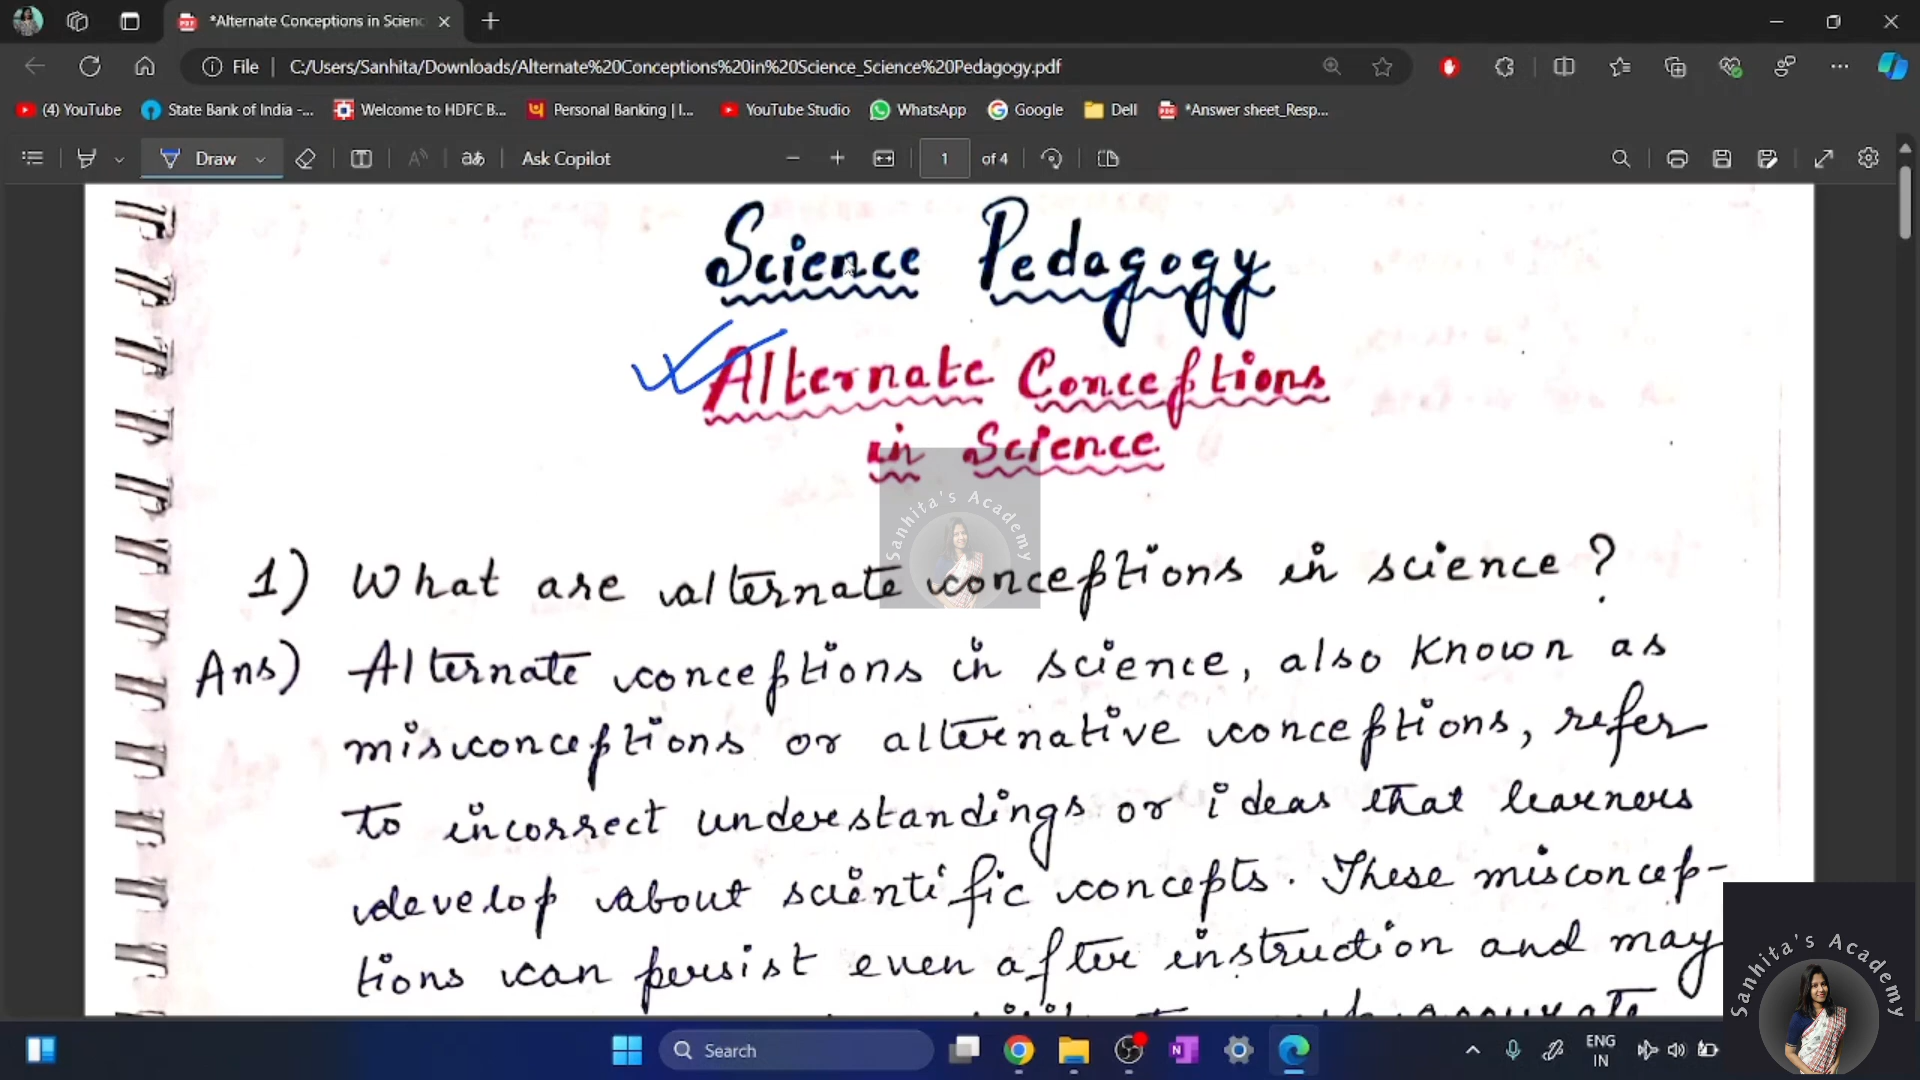 *Alternate Conceptions in Scienc
File
C:/Users/Sanhita/Downloads/Alternate%20Conceptions%20in%20Science_Science%20Pedagogy.pdf
(4) YouTube
State Bank of India -...
Welcome to HDFC B...
Personal Banking | I...
YouTube Studio
WhatsApp
Google
Dell
*Answer sheet_Resp...
Draw
Ask Copilot
1 of 4
Science Pedagogy
Alternate Conceptions
in Science
Sanhita's Academy
1) What are alternate conceptions in science ?
Ans) Alternate conceptions in science, also known as
misconceptions or alternative conceptions, refer
to incorrect understandings or ideas that learners
develop about scientific concepts. These misconcep-
tions can persist even after instruction and may
Sanhita's Academy
Search
ENG
IN